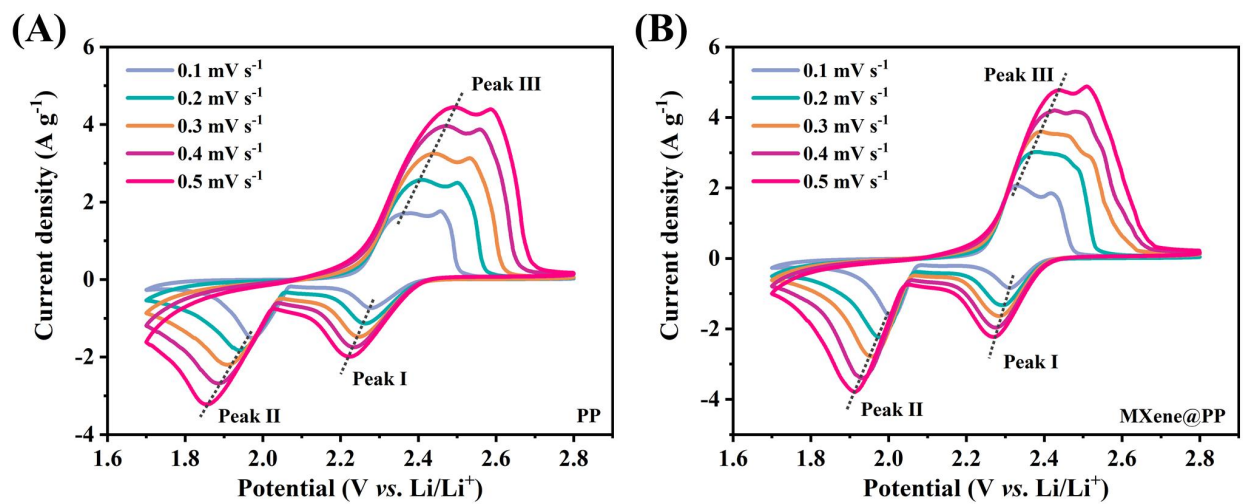 (A)
6
4
2
0
-2
-4
Current density (A g⁻¹)
0.1 mV s⁻¹
0.2 mV s⁻¹
0.3 mV s⁻¹
0.4 mV s⁻¹
0.5 mV s⁻¹
Peak III
Peak I
Peak II
PP
1.6 1.8 2.0 2.2 2.4 2.6 2.8
Potential (V vs. Li/Li⁺)
(B)
6
4
2
0
-2
-4
Current density (A g⁻¹)
0.1 mV s⁻¹
0.2 mV s⁻¹
0.3 mV s⁻¹
0.4 mV s⁻¹
0.5 mV s⁻¹
Peak III
Peak I
Peak II
MXene@PP
1.6 1.8 2.0 2.2 2.4 2.6 2.8
Potential (V vs. Li/Li⁺)